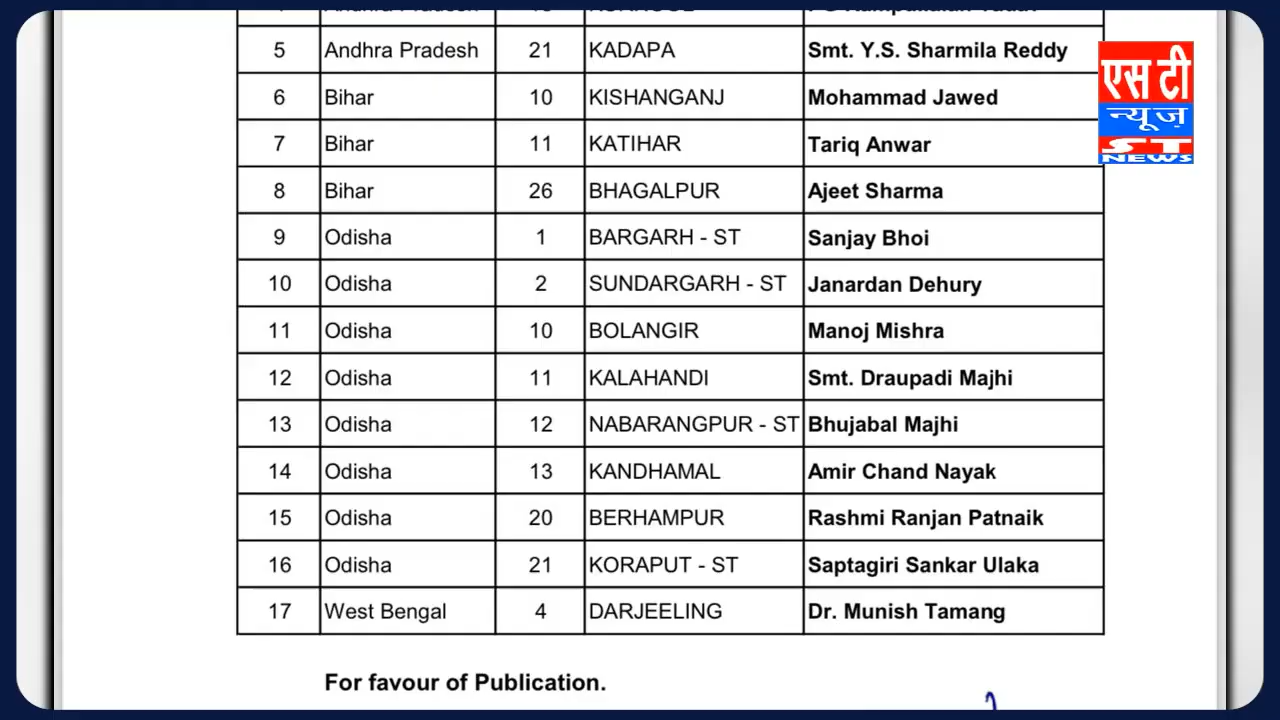 5 Andhra Pradesh 21 KADAPA Smt. Y.S. Sharmila Reddy
6 Bihar 10 KISHANGANJ Mohammad Jawed
7 Bihar 11 KATIHAR Tariq Anwar
8 Bihar 26 BHAGALPUR Ajeet Sharma
9 Odisha 1 BARGARH - ST Sanjay Bhoi
10 Odisha 2 SUNDARGARH - ST Janardan Dehury
11 Odisha 10 BOLANGIR Manoj Mishra
12 Odisha 11 KALAHANDI Smt. Draupadi Majhi
13 Odisha 12 NABARANGPUR - ST Bhujabal Majhi
14 Odisha 13 KANDHAMAL Amir Chand Nayak
15 Odisha 20 BERHAMPUR Rashmi Ranjan Patnaik
16 Odisha 21 KORAPUT - ST Saptagiri Sankar Ulaka
17 West Bengal 4 DARJEELING Dr. Munish Tamang
For favour of Publication.
एस टी
न्यूज़
ST
NEWS